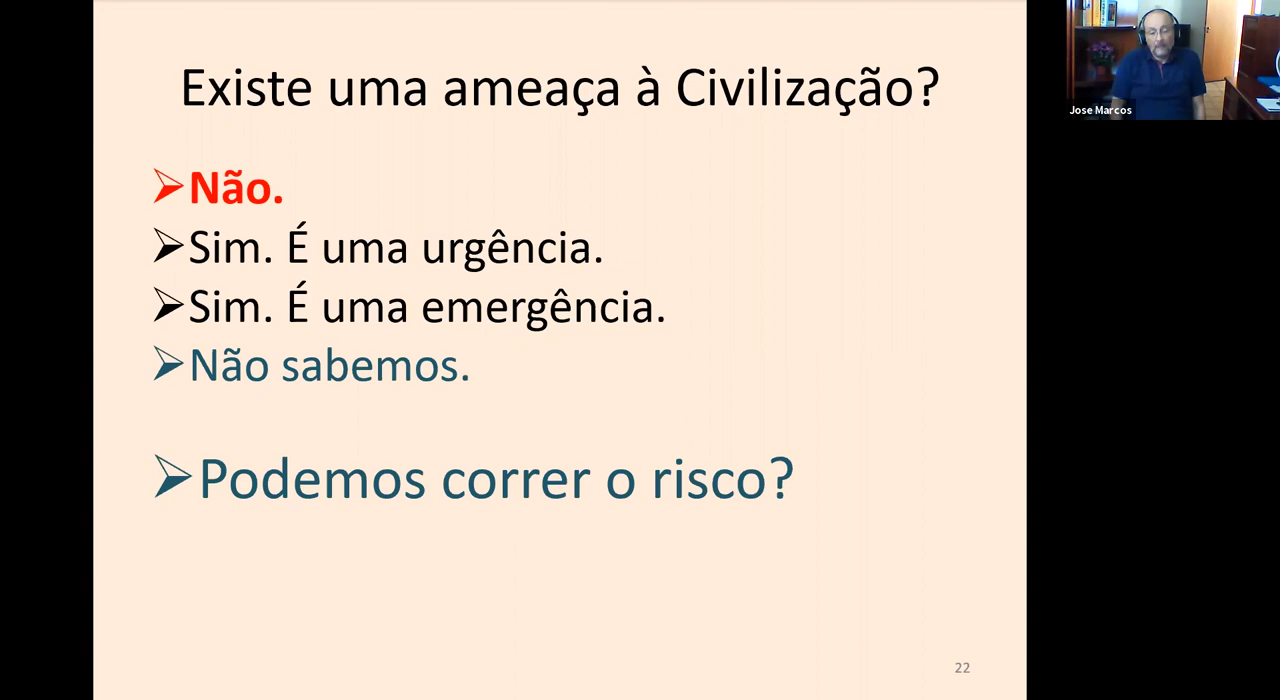 Existe uma ameaça à Civilização?
Não.
Sim. É uma urgência.
Sim. É uma emergência.
Não sabemos.
Podemos correr o risco?
22
Jose Marcos